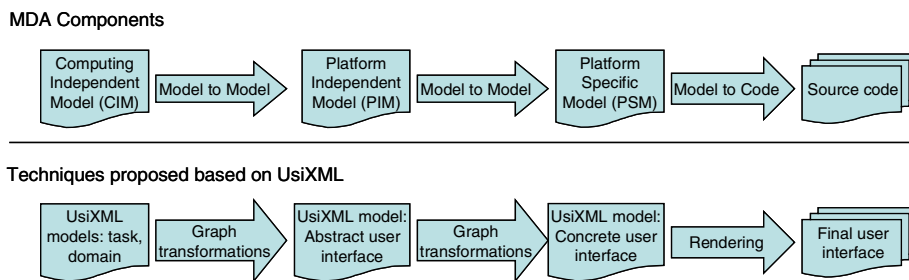 MDA Components
Computing
Independent
Model (CIM)
Model to Model
Platform
Independent
Model (PIM)
Model to Model
Platform
Specific
Model (PSM)
Model to Code
Source code
Techniques proposed based on UsiXML
UsiXML
models: task,
domain
Graph
transformations
UsiXML model:
Abstract user
interface
Graph
transformations
UsiXML model:
Concrete user
interface
Rendering
Final user
interface